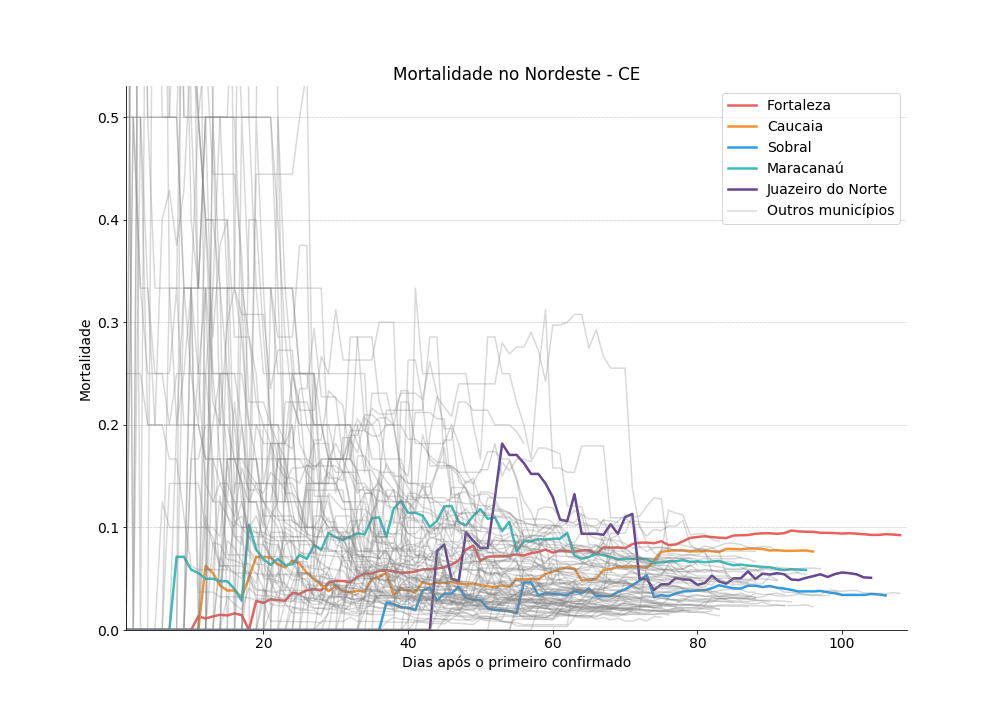 Mortalidade no Nordeste - CE
Fortaleza
Caucaia
Sobral
Maracanaú
Juazeiro do Norte
Outros municípios
Mortalidade
0.5
0.4
0.3
0.2
0.1
0.0
20
40
60
80
100
Dias após o primeiro confirmado